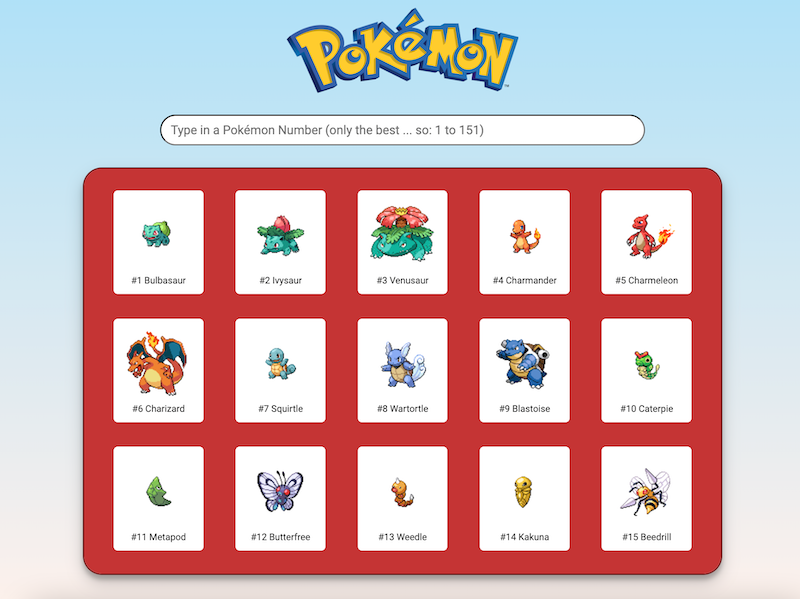 POKéMON
Type in a Pokémon Number (only the best ... so: 1 to 151)
#1 Bulbasaur
#2 Ivysaur
#3 Venusaur
#4 Charmander
#5 Charmeleon
#6 Charizard
#7 Squirtle
#8 Wartortle
#9 Blastoise
#10 Caterpie
#11 Metapod
#12 Butterfree
#13 Weedle
#14 Kakuna
#15 Beedrill